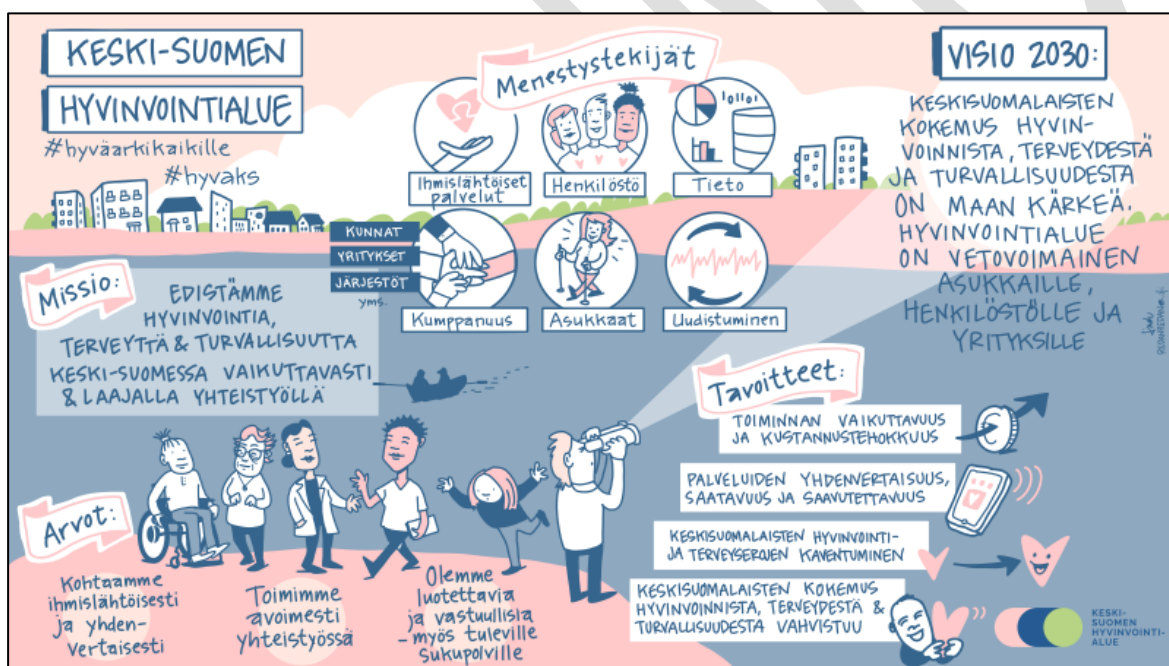 KESKI-SUOMEN
HYVINVOINTIALUE
#hyväarkikaikille
#hyvaks
Menestystekijät
Ihmislähtöiset
palvelut
Henkilöstö
Tieto
KUNNAT
YRITYKSET
JÄRJESTÖT
yms.
Kumppanuus
Asukkaat
Uudistuminen
VISIO 2030:
KESKISUOMALAISTEN
KOKEMUS HYVIN-
VOINNISTA, TERVEYDESTÄ
JA TURVALLISUUDESTA
ON MAAN KÄRKEÄ.
HYVINVOINTIALUE
ON VETOVOIMAINEN
ASUKKAILLE,
HENKILÖSTÖLLE JA
YRITYKSILLE
Missio:
EDISTÄMME
HYVINVOINTIA,
TERVEYTTÄ & TURVALLISUUTTA
KESKI-SUOMESSA VAIKUTTAVASTI
& LAAJALLA YHTEISTYÖLLÄ
Tavoitteet:
TOIMINNAN VAIKUTTAVUUS
JA KUSTANNUSTEHOKKUUS
PALVELUIDEN YHDENVERTAISUUS,
SAATAVUUS JA SAAVUTETTAVUUS
KESKISUOMALAISTEN HYVINVOINTI-
JA TERVEYSEROJEN KAVENTUMINEN
KESKISUOMALAISTEN KOKEMUS
HYVINVOINNISTA, TERVEYDESTÄ &
TURVALLISUUDESTA VAHVISTUU
Arvot:
Kohtaamme
ihmislähtöisesti
ja yhden-
vertaisesti
Toimimme
avoimesti
yhteistyössä
Olemme
luotettavia
ja vastuullisia
– myös tuleville
sukupolville
KESKI-
SUOMEN
HYVINVOINTI-
ALUE